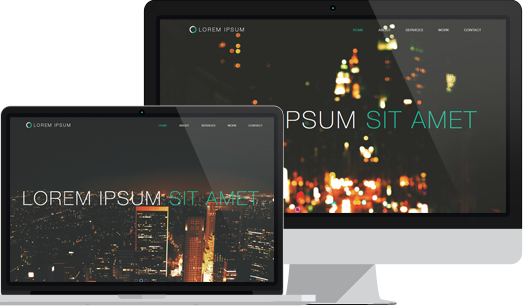 LOREM IPSUM
HOME ABOUT SERVICES WORK CONTACT
IPSUM SIT AMET
LOREM IPSUM
HOME ABOUT SERVICES WORK CONTACT
LOREM IPSUM SIT AMET